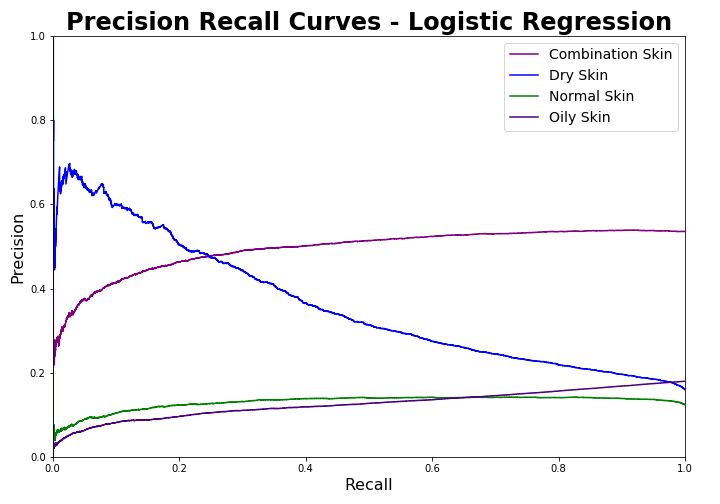 Precision Recall Curves - Logistic Regression
Combination Skin
Dry Skin
Normal Skin
Oily Skin
Precision
1.0
0.8
0.6
0.4
0.2
0.0
0.0 0.2 0.4 0.6 0.8 1.0
Recall